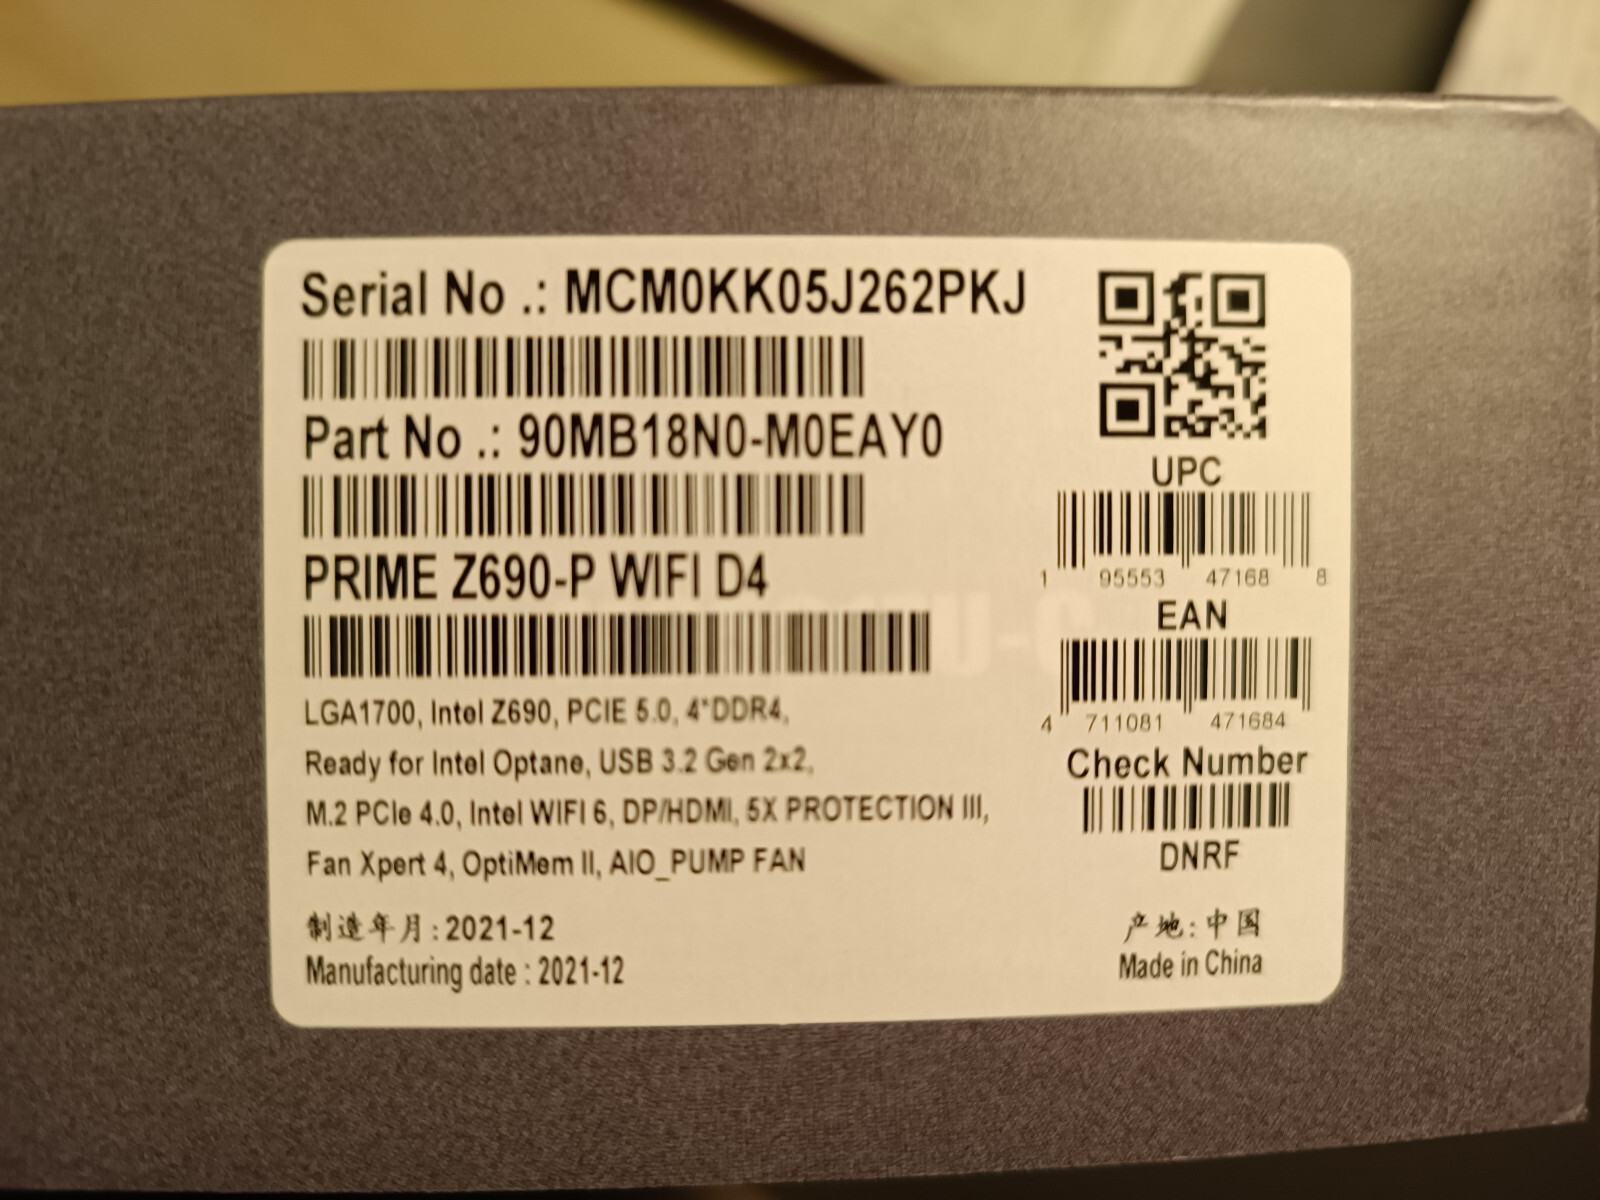 Serial No .: MCM0KK05J262PKJ
Part No .: 90MB18N0-M0EAY0
PRIME Z690-P WIFI D4
LGA1700, Intel Z690, PCIE 5.0, 4*DDR4,
Ready for Intel Optane, USB 3.2 Gen 2x2,
M.2 PCIe 4.0, Intel WIFI 6, DP/HDMI, 5X PROTECTION III,
Fan Xpert 4, OptiMem II, AIO_PUMP FAN
制造年月: 2021-12
Manufacturing date : 2021-12
UPC
1 95553 47168 8
EAN
4 711081 471684
Check Number
DNRF
产地: 中国
Made in China